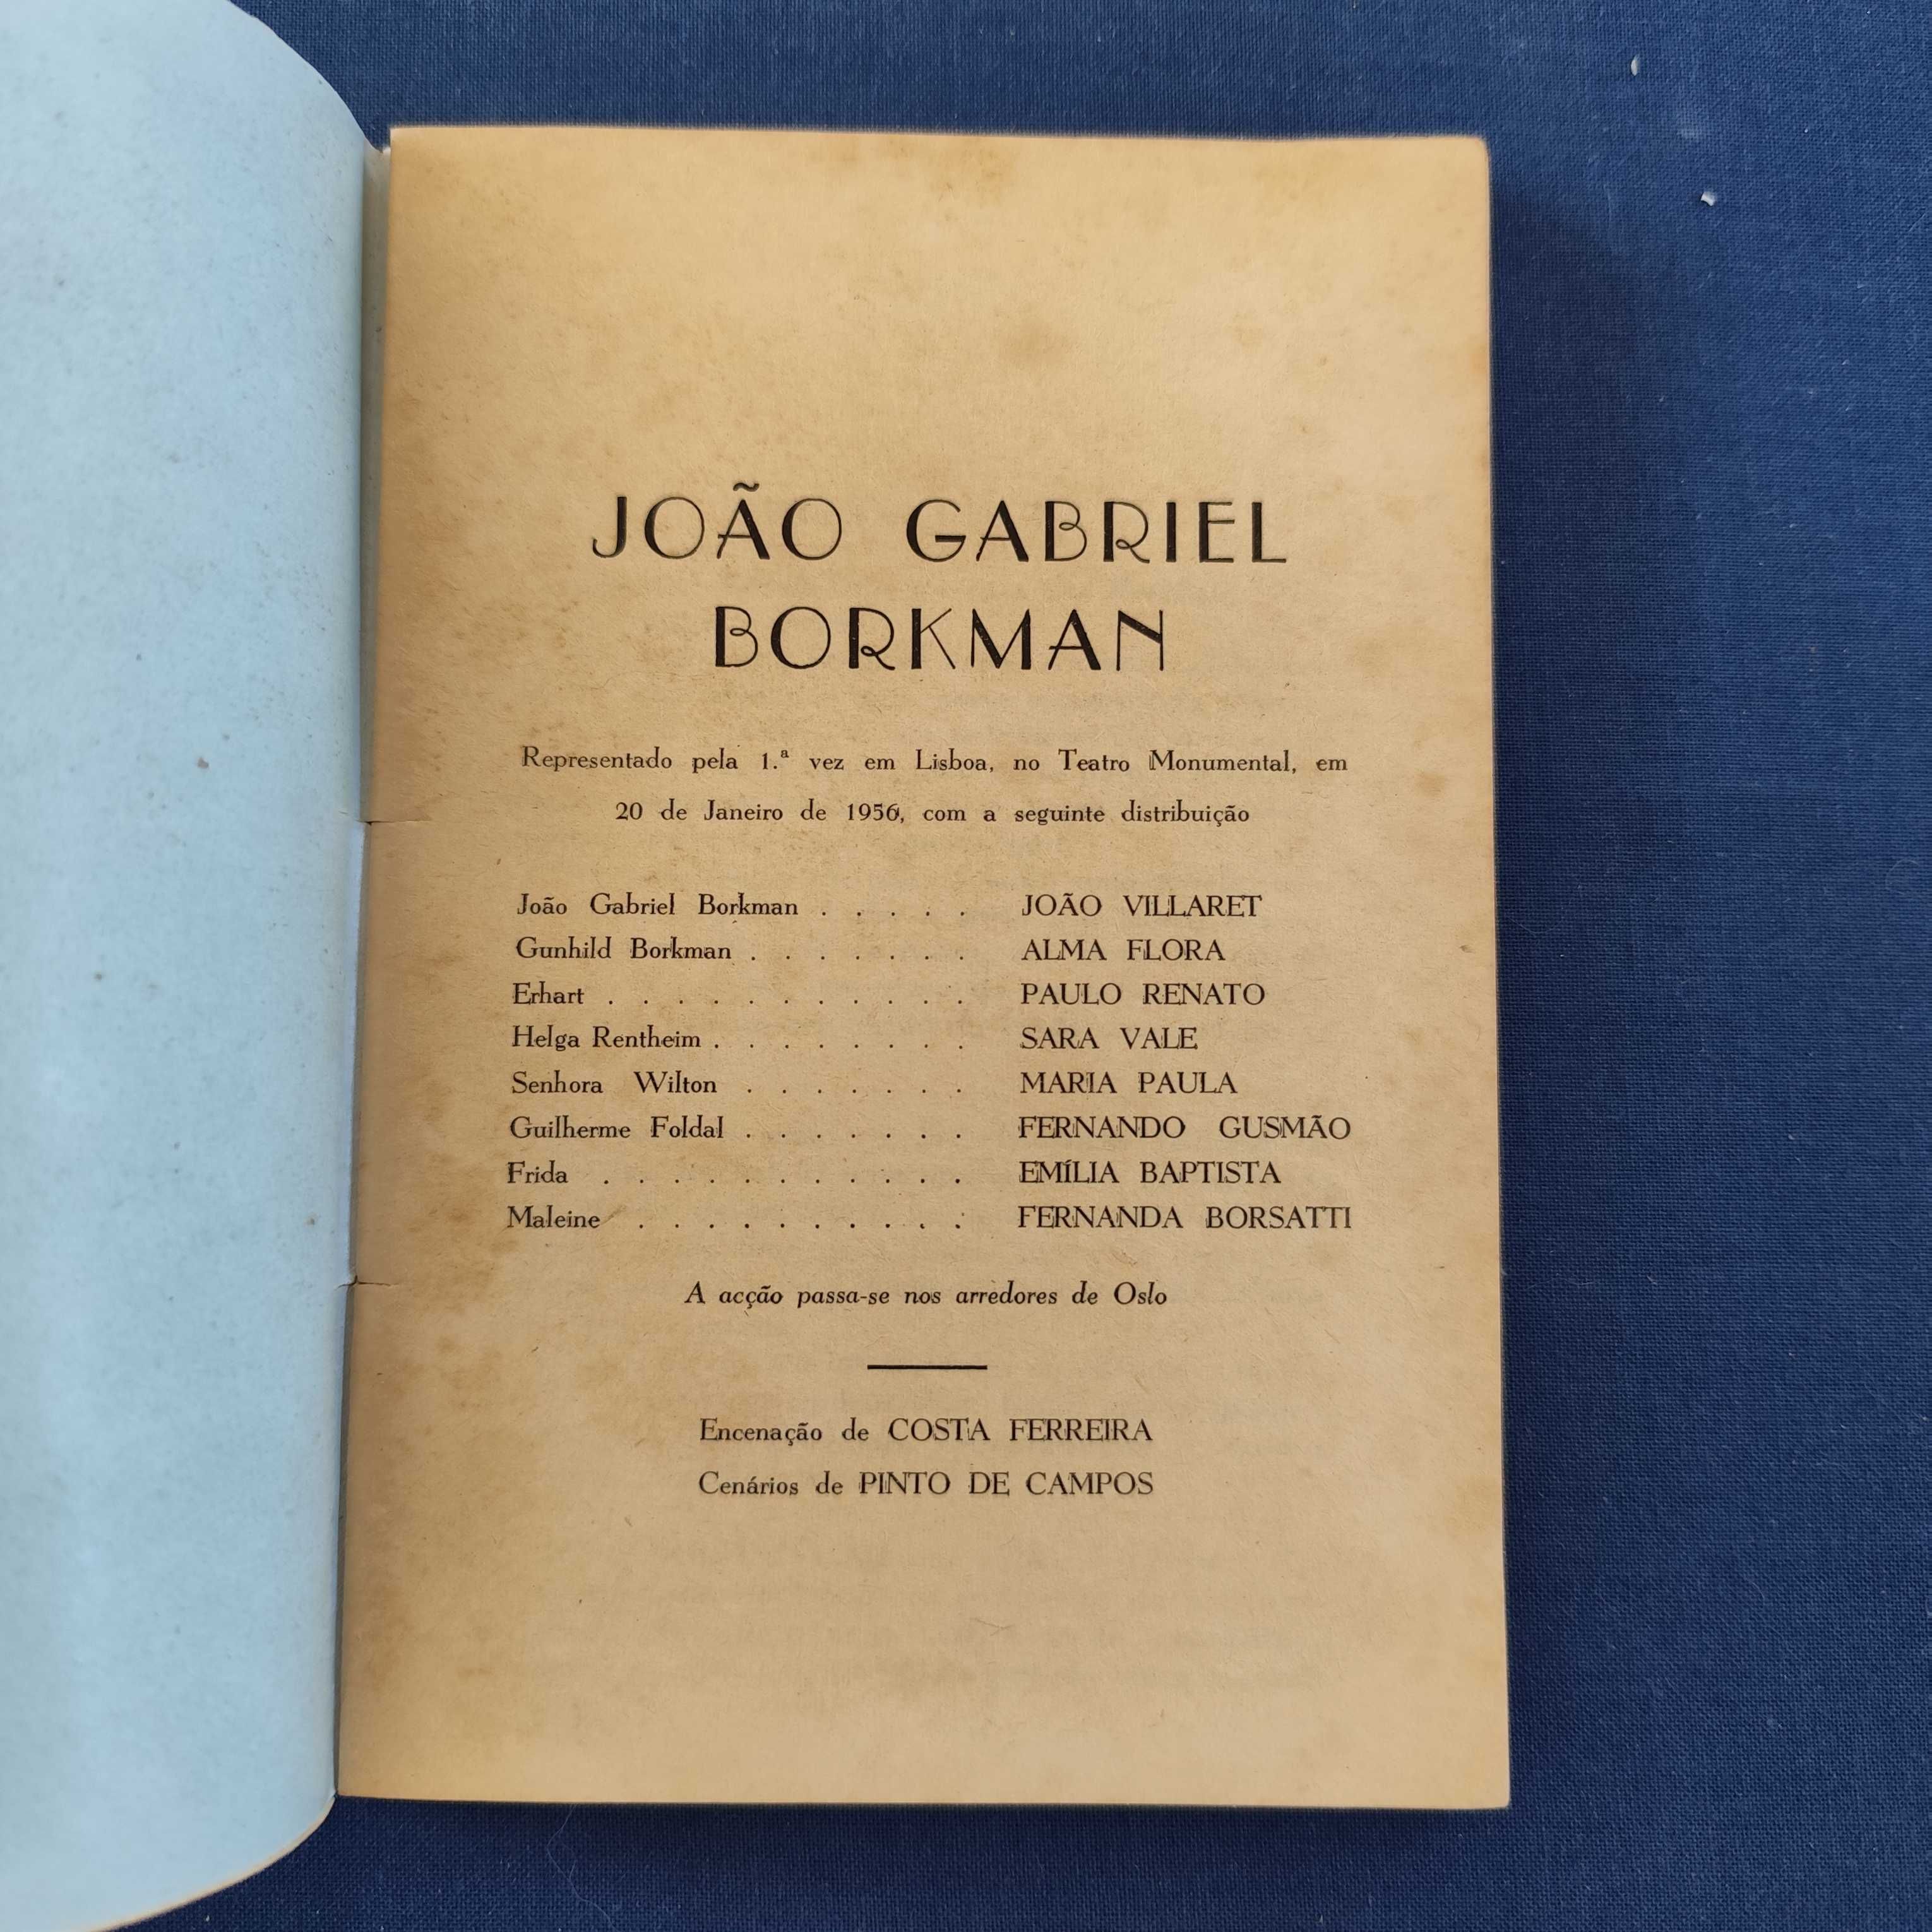 JOÃO GABRIEL
BORKMAN
Representado pela 1.ª vez em Lisboa, no Teatro Monumental, em
20 de Janeiro de 1956, com a seguinte distribuição
João Gabriel Borkman . . . . . JOÃO VILLARET
Gunhild Borkman . . . . . . . ALMA FLORA
Erhart . . . . . . . . . . . PAULO RENATO
Helga Rentheim . . . . . . . . SARA VALE
Senhora Wilton . . . . . . . MARIA PAULA
Guilherme Foldal . . . . . . . FERNANDO GUSMÃO
Frida . . . . . . . . . . . EMÍLIA BAPTISTA
Maleine . . . . . . . . . . FERNANDA BORSATTI
A acção passa-se nos arredores de Oslo
Encenação de COSTA FERREIRA
Cenários de PINTO DE CAMPOS